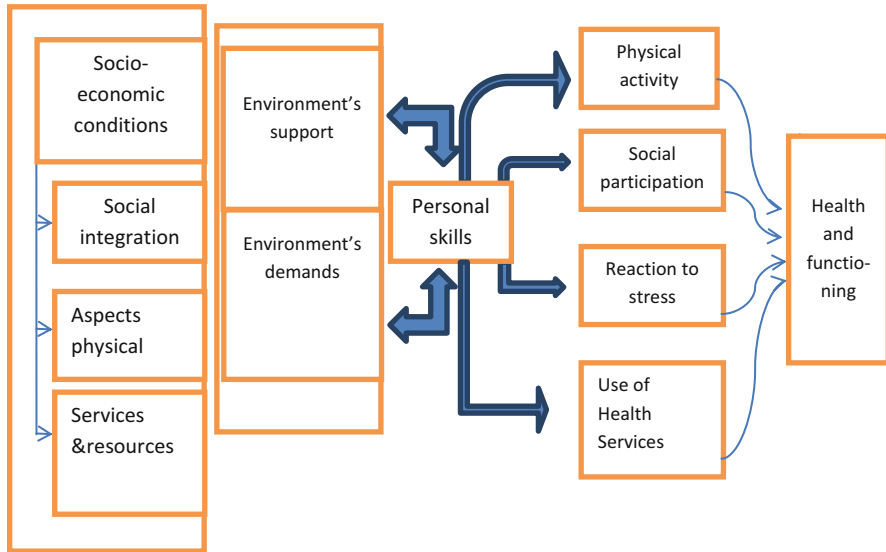 Socio-
economic
conditions
Social
integration
Aspects
physical
Services
&resources
Environment's
support
Environment's
demands
Personal
skills
Physical
activity
Social
participation
Reaction to
stress
Use of
Health
Services
Health
and
functio-
ning